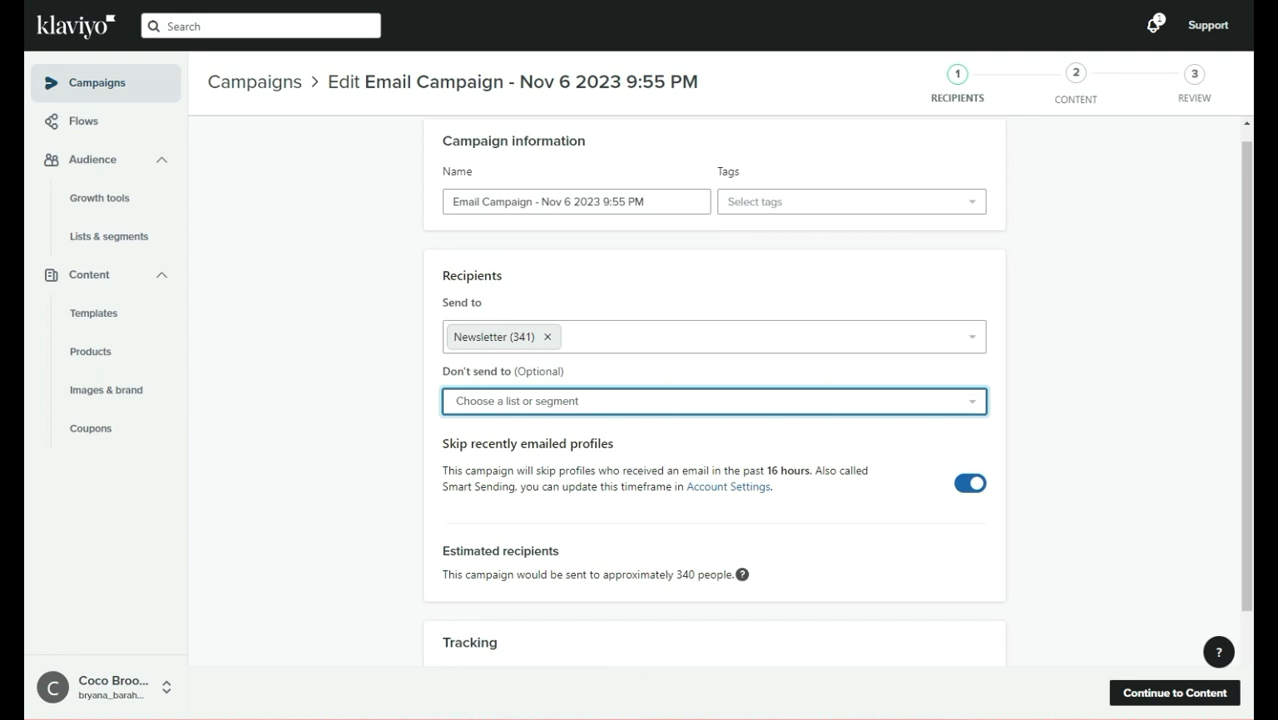 klaviyo
Search
1
Support
Campaigns
Flows
Audience
Growth tools
Lists & segments
Content
Templates
Products
Images & brand
Coupons
C
Coco Broo...
bryana_barah...
Campaigns > Edit Email Campaign - Nov 6 2023 9:55 PM
1
RECIPIENTS
2
CONTENT
3
REVIEW
Campaign information
Name
Tags
Email Campaign - Nov 6 2023 9:55 PM
Select tags
Recipients
Send to
Newsletter (341) ×
Don't send to (Optional)
Choose a list or segment
Skip recently emailed profiles
This campaign will skip profiles who received an email in the past 16 hours. Also called
Smart Sending, you can update this timeframe in Account Settings.
Estimated recipients
This campaign would be sent to approximately 340 people. ?
Tracking
?
Continue to Content